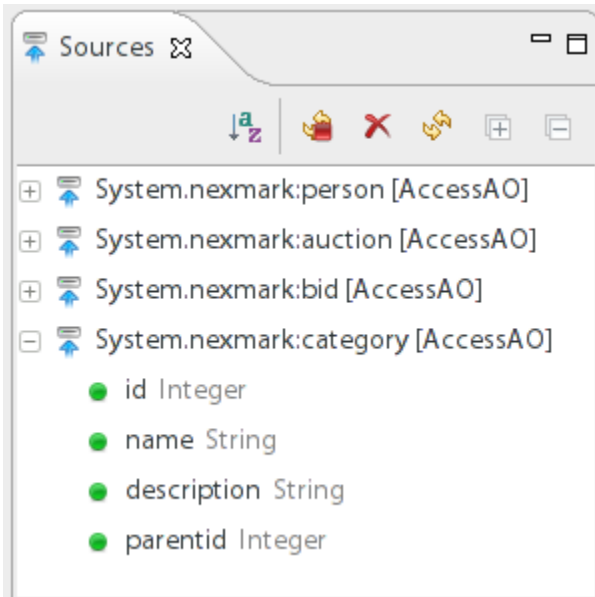 Sources
System.nexmark:person [AccessAO]
System.nexmark:auction [AccessAO]
System.nexmark:bid [AccessAO]
System.nexmark:category [AccessAO]
id Integer
name String
description String
parentid Integer